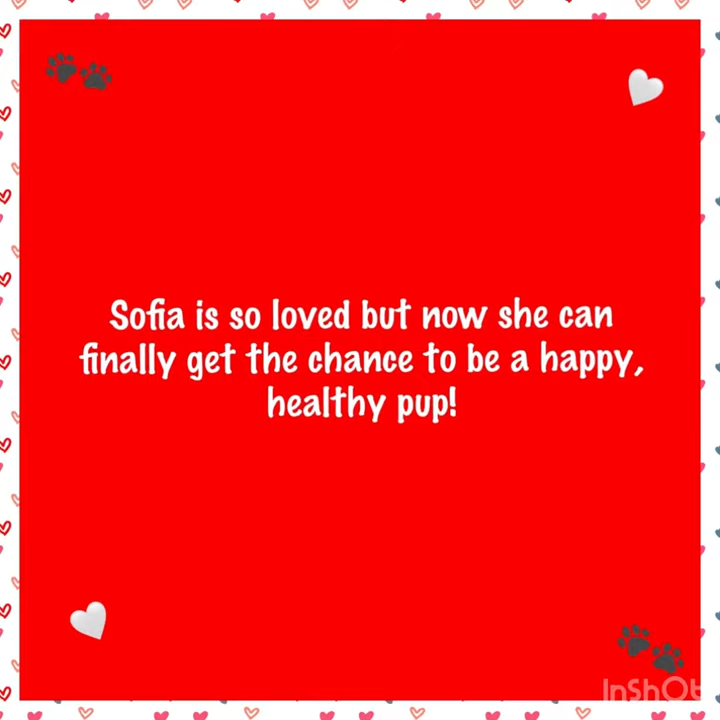 Sofia is so loved but now she can
finally get the chance to be a happy,
healthy pup!
InShOt